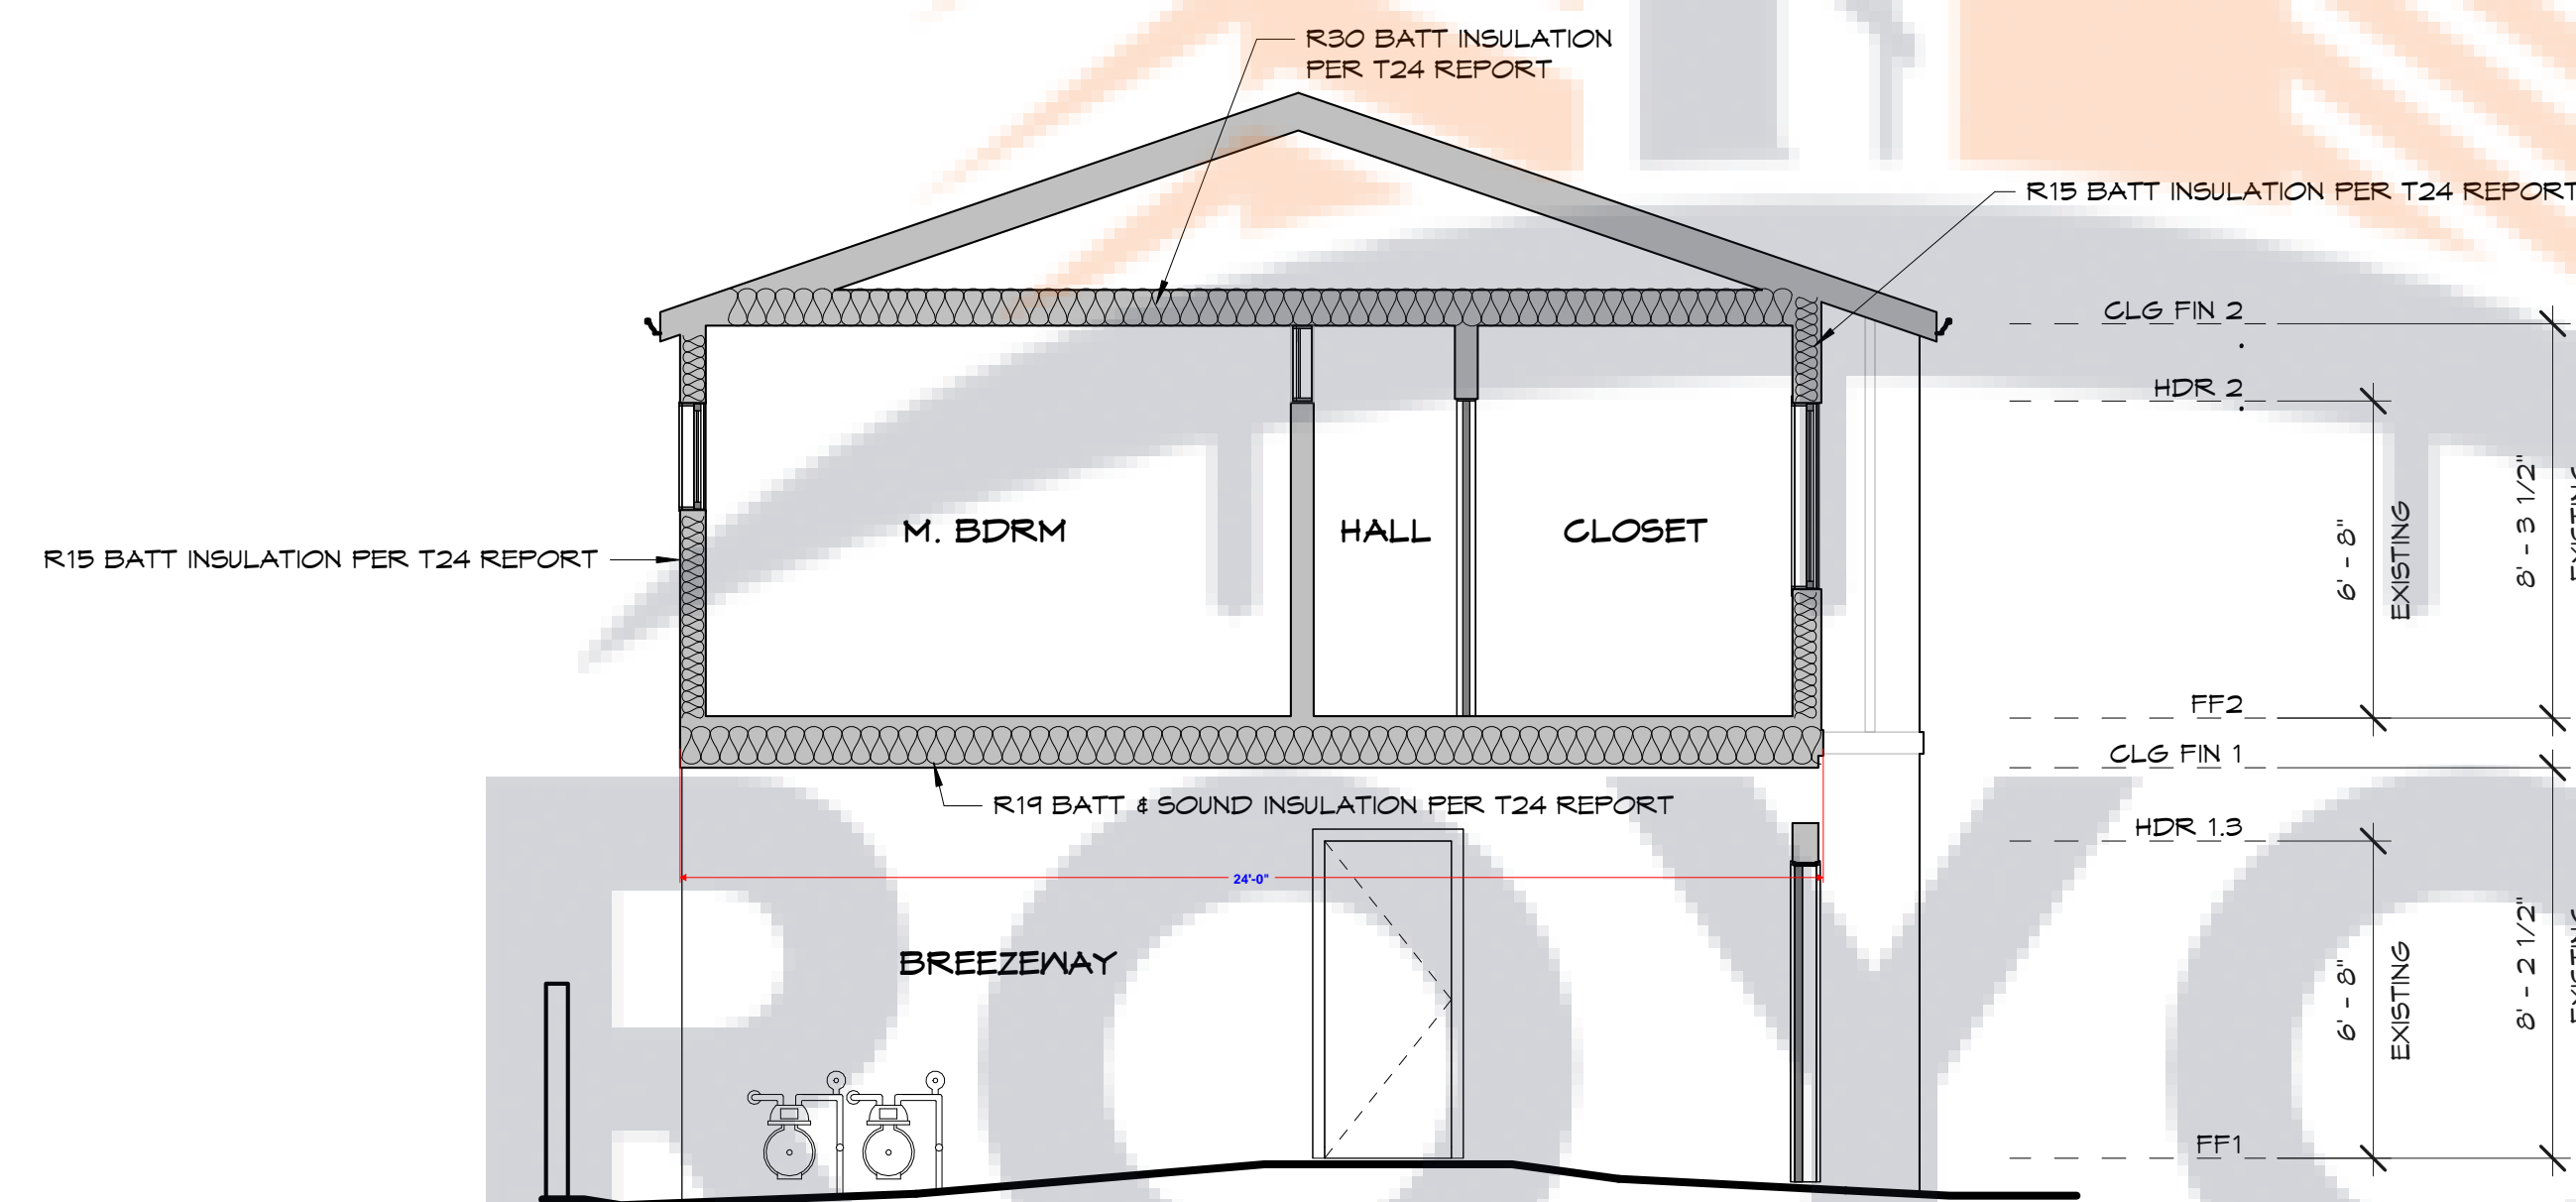 R30 BATT INSULATION
PER T24 REPORT
R15 BATT INSULATION PER T24 REPORT
CLG FIN 2
HDR 2
8' - 3 1/2"
6' - 8"
EXISTING
M. BDRM
HALL
CLOSET
R15 BATT INSULATION PER T24 REPORT
FF2
CLG FIN 1
R19 BATT & SOUND INSULATION PER T24 REPORT
HDR 1.3
24'-0"
8' - 2 1/2"
6' - 8"
EXISTING
BREEZEWAY
FF1